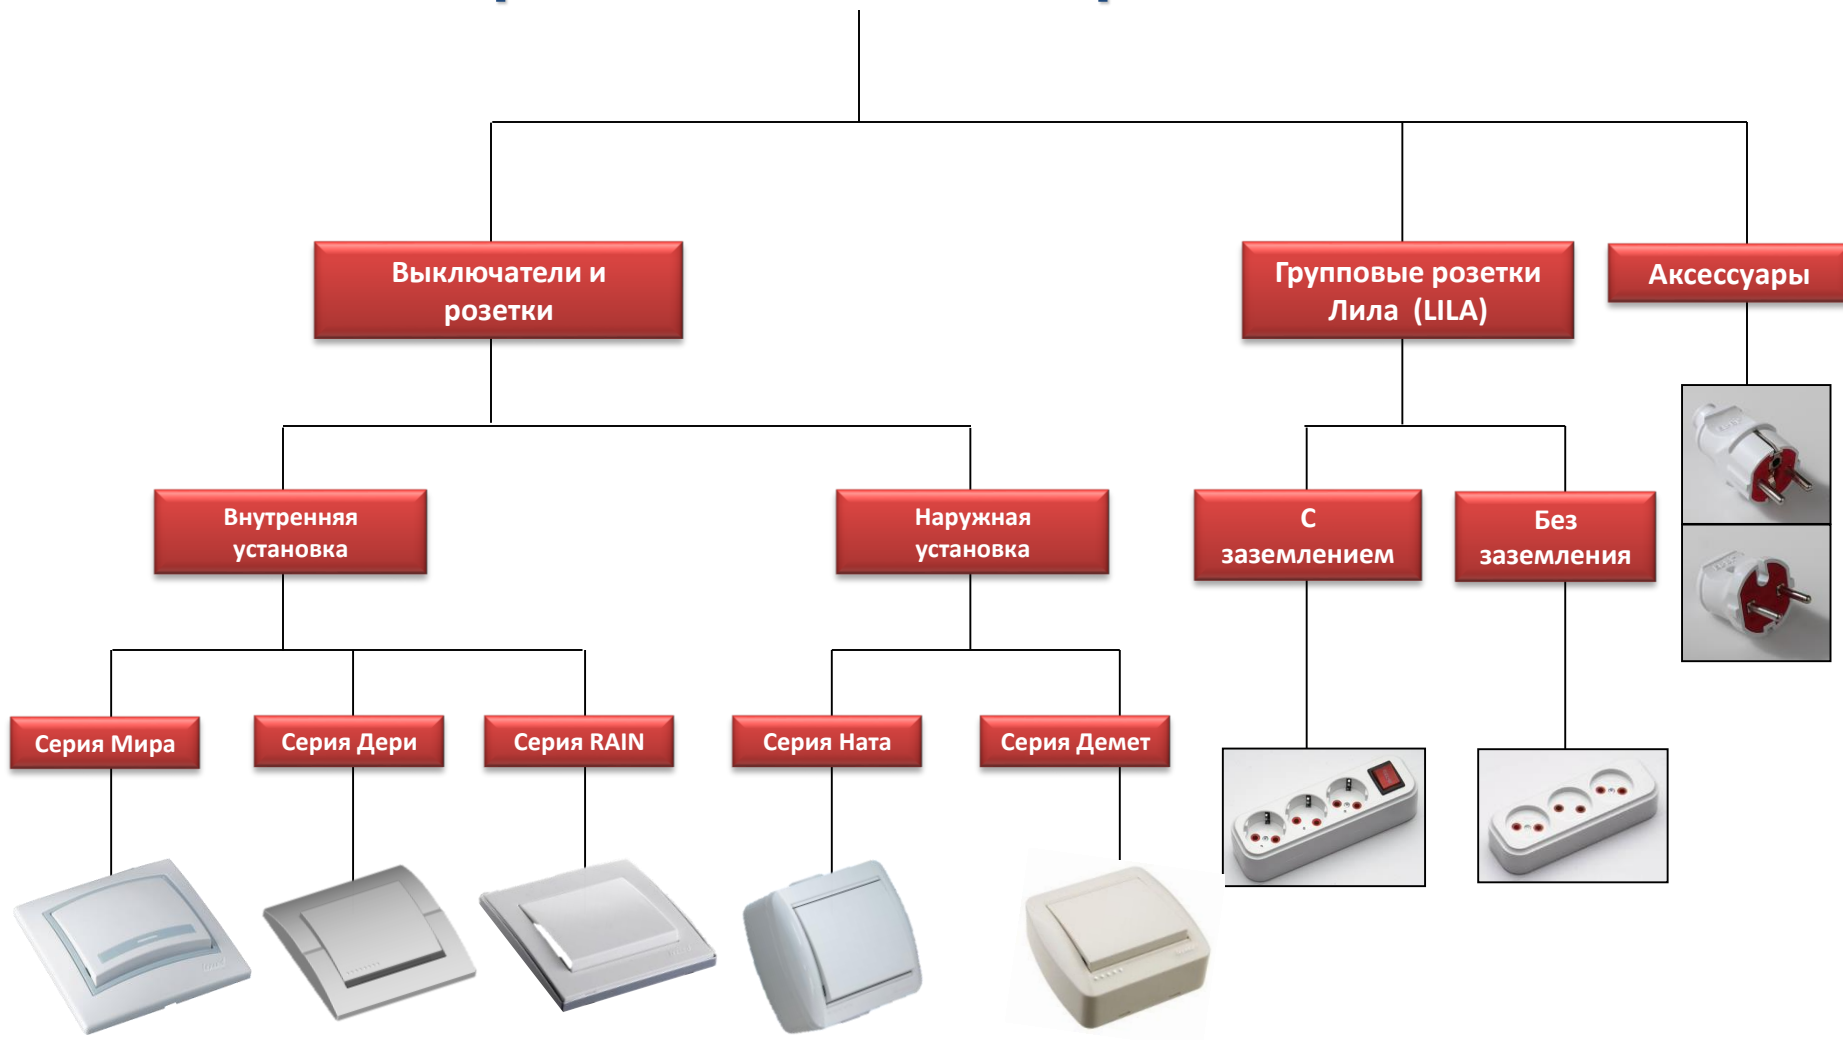 Выключатели и
розетки
Групповые розетки
Лила (LILA)
Аксессуары
Внутренняя
установка
Наружная
установка
С
заземлением
Без
заземления
Серия Мира
Серия Дери
Серия RAIN
Серия Ната
Серия Демет